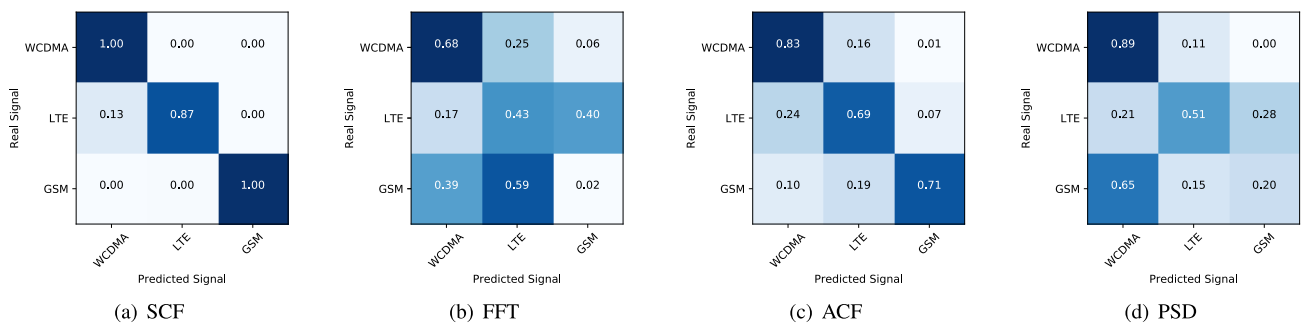 Real Signal
WCDMA
LTE
GSM
1.00 0.00 0.00
0.13 0.87 0.00
0.00 0.00 1.00
WCDMA
LTE
GSM
Predicted Signal
(a) SCF
Real Signal
WCDMA
LTE
GSM
0.68 0.25 0.06
0.17 0.43 0.40
0.39 0.59 0.02
WCDMA
LTE
GSM
Predicted Signal
(b) FFT
Real Signal
WCDMA
LTE
GSM
0.83 0.16 0.01
0.24 0.69 0.07
0.10 0.19 0.71
WCDMA
LTE
GSM
Predicted Signal
(c) ACF
Real Signal
WCDMA
LTE
GSM
0.89 0.11 0.00
0.21 0.51 0.28
0.65 0.15 0.20
WCDMA
LTE
GSM
Predicted Signal
(d) PSD